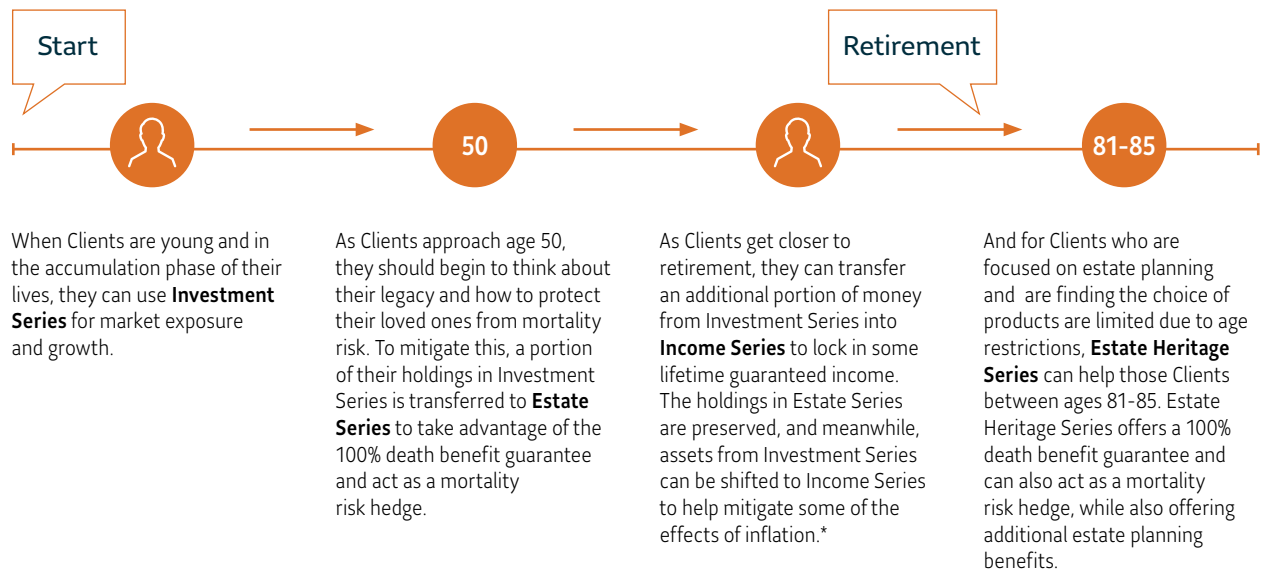 Start
Retirement
50
81-85
When Clients are young and in
the accumulation phase of their
lives, they can use Investment
Series for market exposure
and growth.
As Clients approach age 50,
they should begin to think about
their legacy and how to protect
their loved ones from mortality
risk. To mitigate this, a portion
of their holdings in Investment
Series is transferred to Estate
Series to take advantage of the
100% death benefit guarantee
and act as a mortality
risk hedge.
As Clients get closer to
retirement, they can transfer
an additional portion of money
from Investment Series into
Income Series to lock in some
lifetime guaranteed income.
The holdings in Estate Series
are preserved, and meanwhile,
assets from Investment Series
can be shifted to Income Series
to help mitigate some of the
effects of inflation.*
And for Clients who are
focused on estate planning
and are finding the choice of
products are limited due to age
restrictions, Estate Heritage
Series can help those Clients
between ages 81-85. Estate
Heritage Series offers a 100%
death benefit guarantee and
can also act as a mortality
risk hedge, while also offering
additional estate planning
benefits.